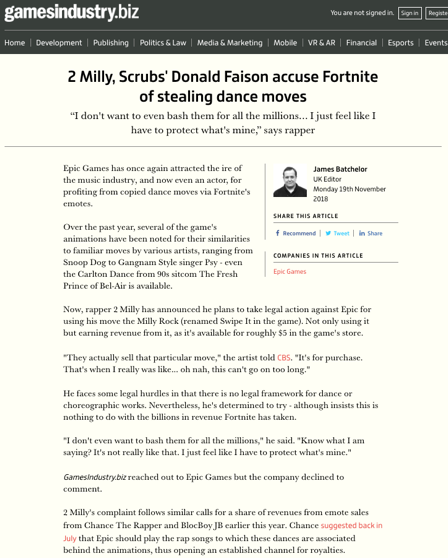 gamesindustry.biz
You are not signed in. Sign in Registe
Home Development Publishing Politics & Law Media & Marketing Mobile VR & AR Financial Esports Events
2 Milly, Scrubs' Donald Faison accuse Fortnite
of stealing dance moves
“I don't want to even bash them for all the millions... I just feel like I
have to protect what's mine,” says rapper
Epic Games has once again attracted the ire of
the music industry, and now even an actor, for
profiting from copied dance moves via Fortnite's
emotes.
Over the past year, several of the game's
animations have been noted for their similarities
to familiar moves by various artists, ranging from
Snoop Dog to Gangnam Style singer Psy - even
the Carlton Dance from 90s sitcom The Fresh
Prince of Bel-Air is available.
James Batchelor
UK Editor
Monday 19th November
2018
SHARE THIS ARTICLE
Recommend Tweet Share
COMPANIES IN THIS ARTICLE
Epic Games
Now, rapper 2 Milly has announced he plans to take legal action against Epic for
using his move the Milly Rock (renamed Swipe It in the game). Not only using it
but earning revenue from it, as it's available for roughly $5 in the game's store.
"They actually sell that particular move," the artist told CBS. "It's for purchase.
That's when I really was like... oh nah, this can't go on too long."
He faces some legal hurdles in that there is no legal framework for dance or
choreographic works. Nevertheless, he's determined to try - although insists this is
nothing to do with the billions in revenue Fortnite has taken.
"I don't even want to bash them for all the millions," he said. "Know what I am
saying? It's not really like that. I just feel like I have to protect what's mine."
GamesIndustry.biz reached out to Epic Games but the company declined to
comment.
2 Milly's complaint follows similar calls for a share of revenues from emote sales
from Chance The Rapper and BlocBoy JB earlier this year. Chance suggested back in
July that Epic should play the rap songs to which these dances are associated
behind the animations, thus opening an established channel for royalties.